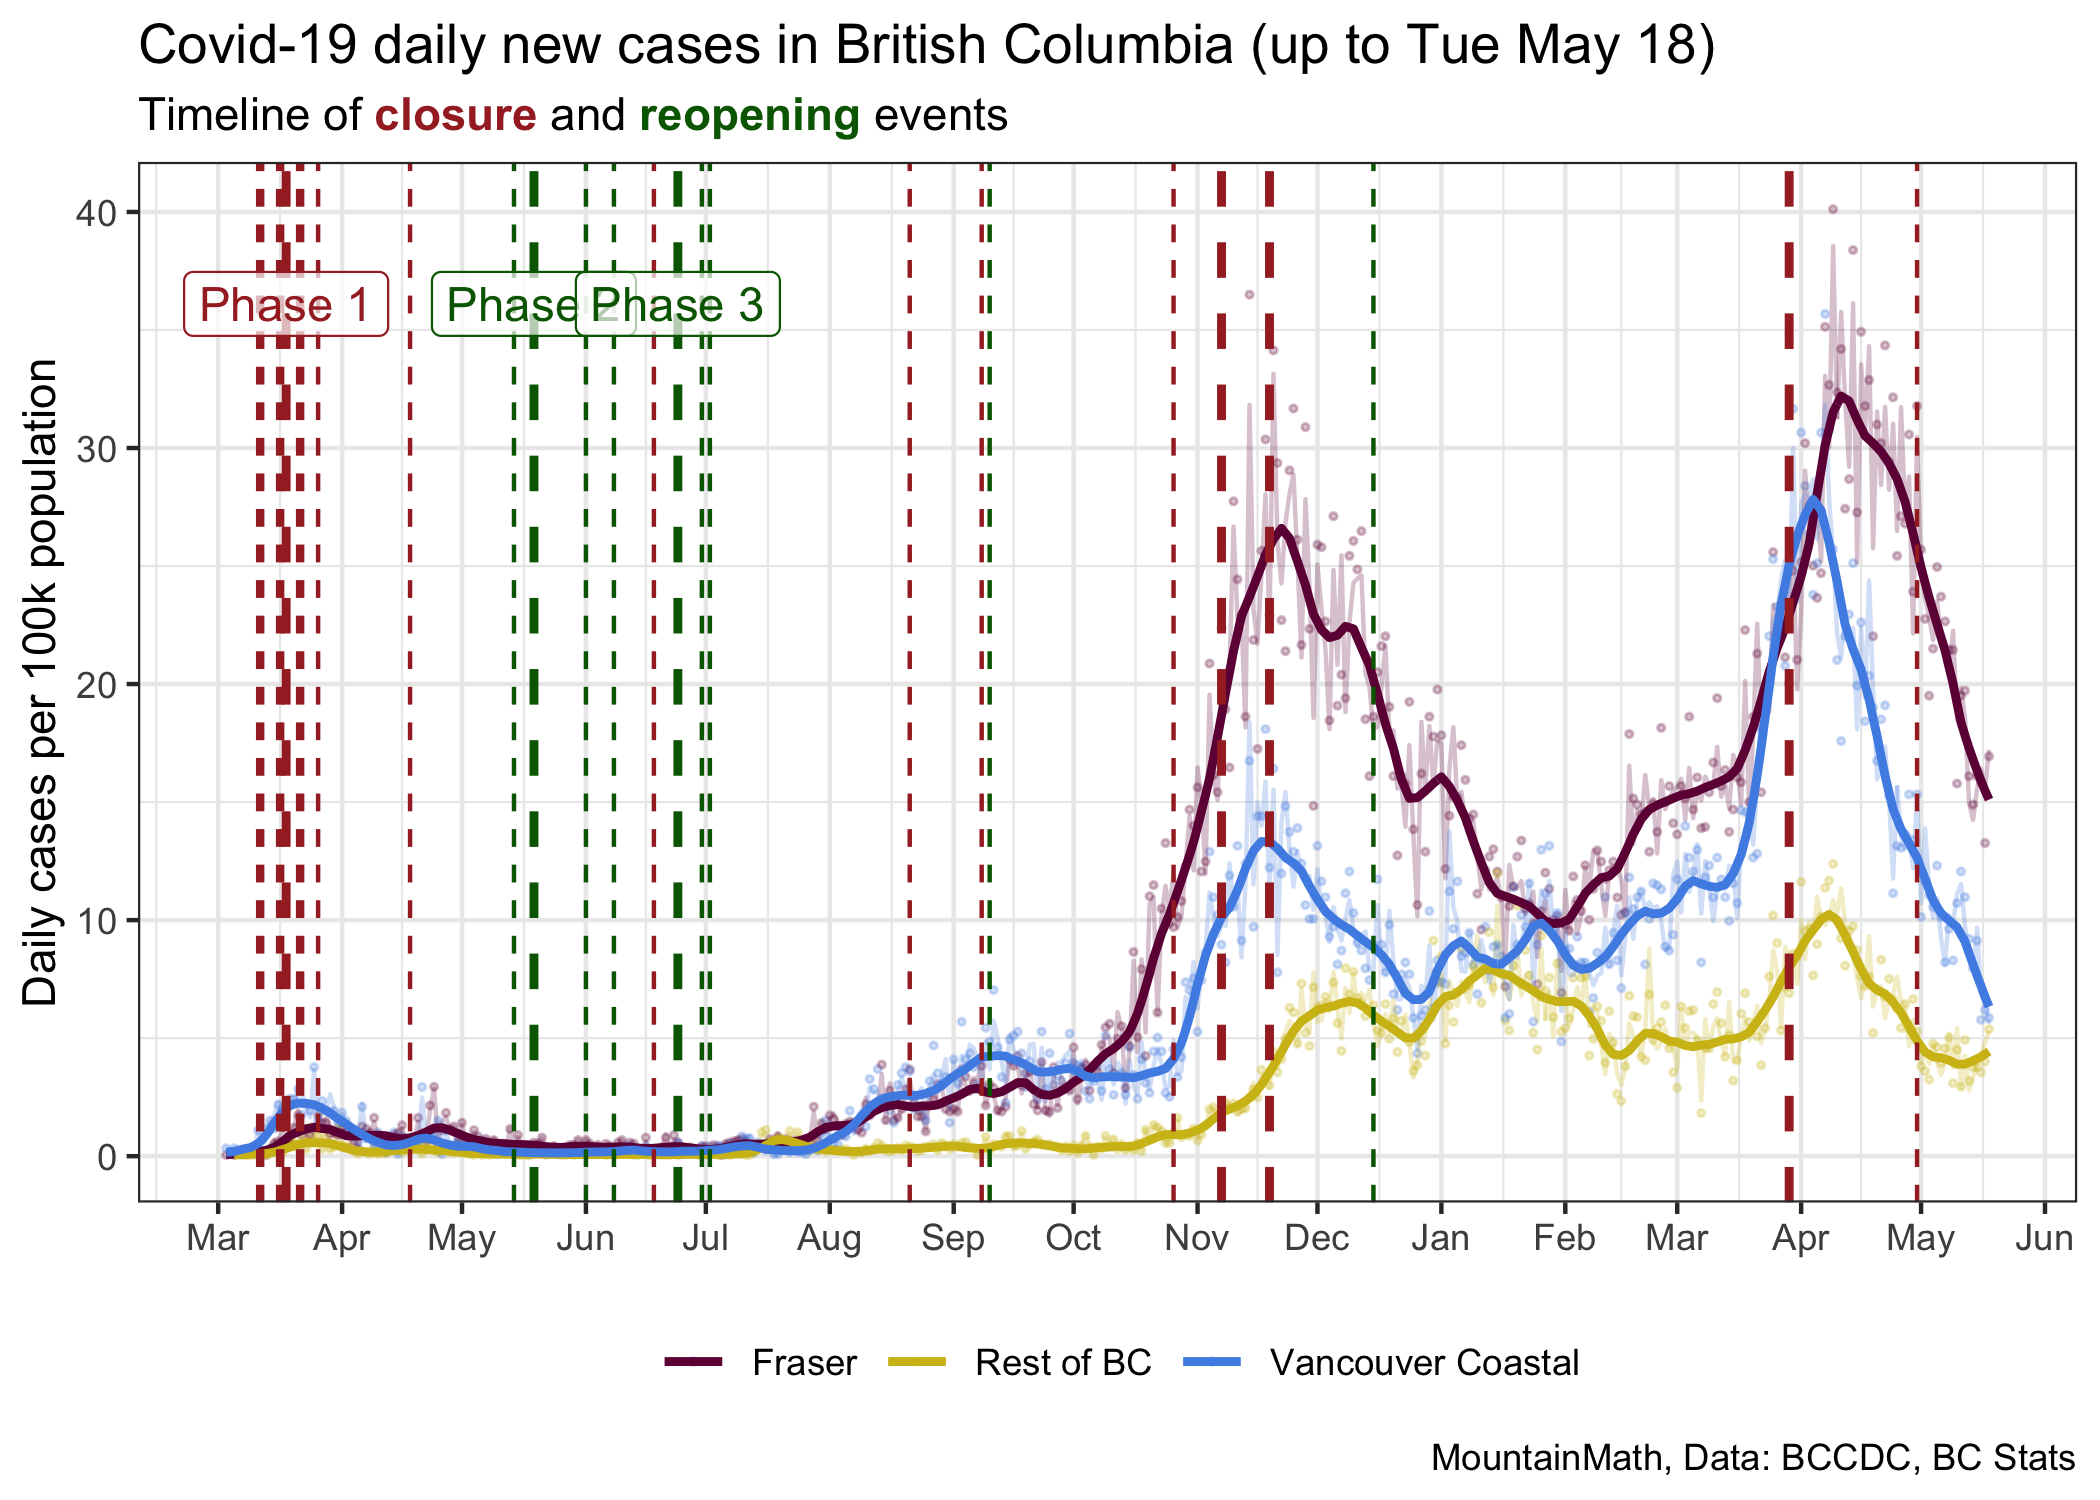 Covid-19 daily new cases in British Columbia (up to Tue May 18)
Timeline of closure and reopening events
Daily cases per 100k population
40
30
20
10
0
Phase 1
Phase 2
Phase 3
Mar Apr May Jun Jul Aug Sep Oct Nov Dec Jan Feb Mar Apr May Jun
Fraser Rest of BC Vancouver Coastal
MountainMath, Data: BCCDC, BC Stats